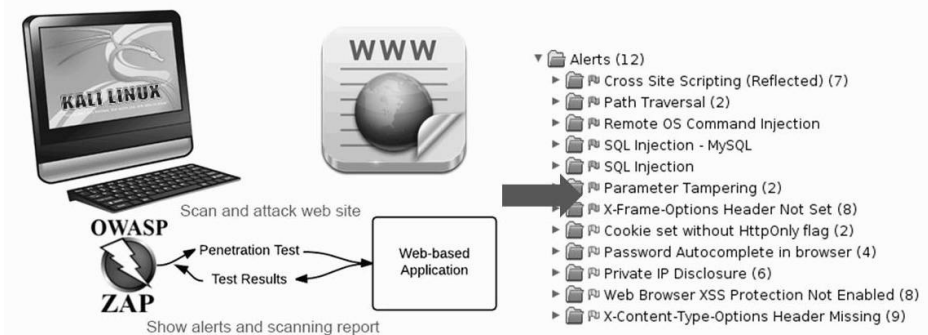 KALI LINUX
WWW
Scan and attack web site
OWASP
ZAP
Penetration Test
Test Results
Web-based
Application
Show alerts and scanning report
Alerts (12)
Cross Site Scripting (Reflected) (7)
Path Traversal (2)
Remote OS Command Injection
SQL Injection - MySQL
SQL Injection
Parameter Tampering (2)
X-Frame-Options Header Not Set (8)
Cookie set without HttpOnly flag (2)
Password Autocomplete in browser (4)
Private IP Disclosure (6)
Web Browser XSS Protection Not Enabled (8)
X-Content-Type-Options Header Missing (9)